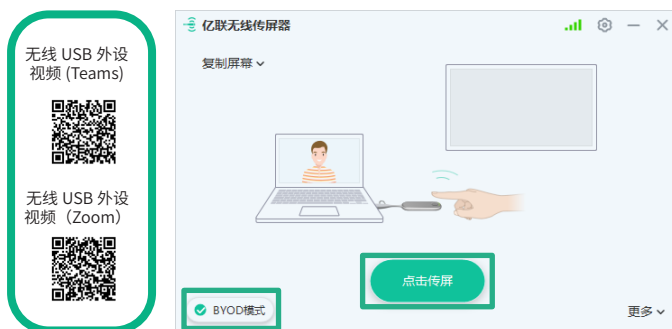 无线 USB 外设
视频 (Teams)
无线 USB 外设
视频（Zoom）
亿联无线传屏器
复制屏幕
点击传屏
BYOD模式
更多